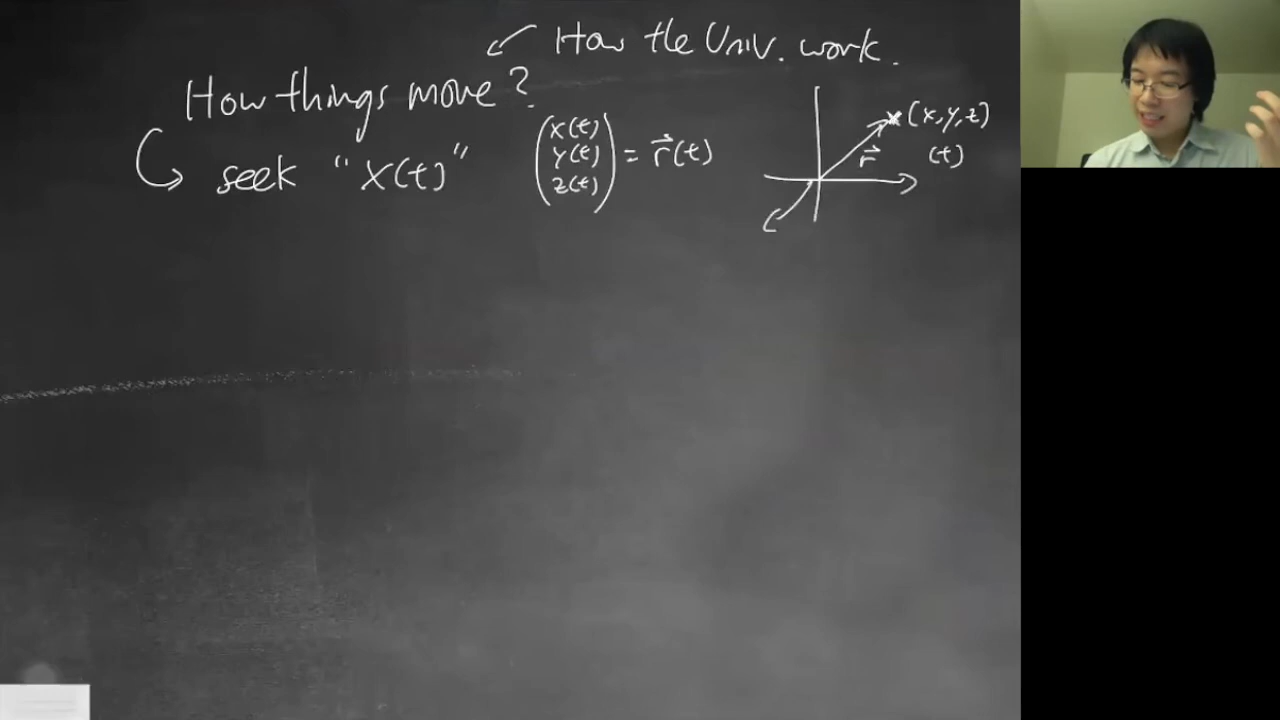 How the Univ. work.
How things move?
seek "x(t)"
(x(t) y(t) z(t)) = r⃗(t)
(x,y,z)
r⃗
(t)